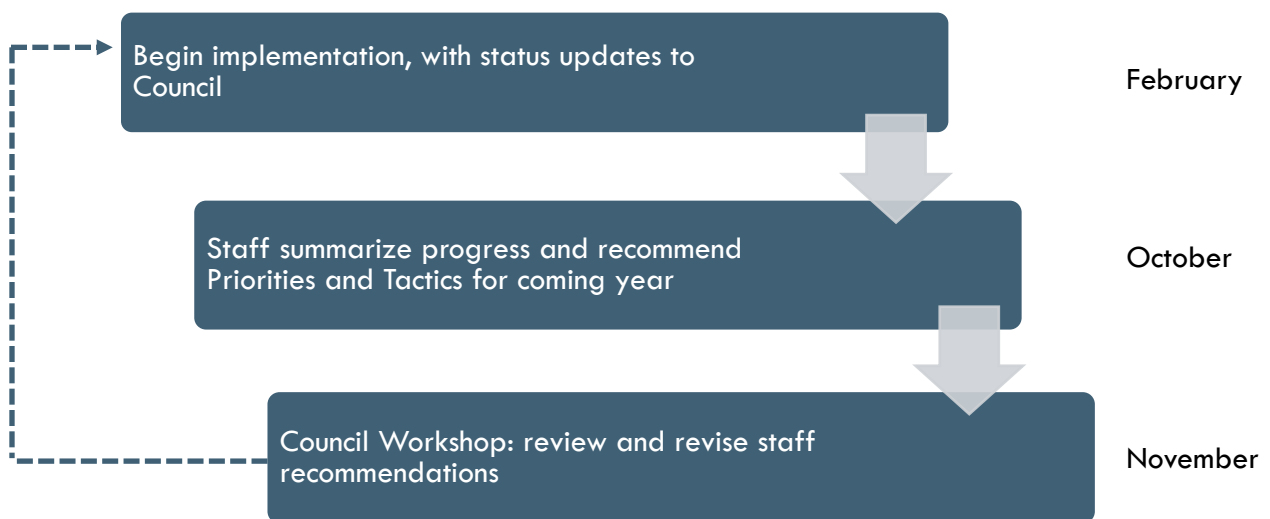 Begin implementation, with status updates to
Council
February
Staff summarize progress and recommend
Priorities and Tactics for coming year
October
Council Workshop: review and revise staff
recommendations
November